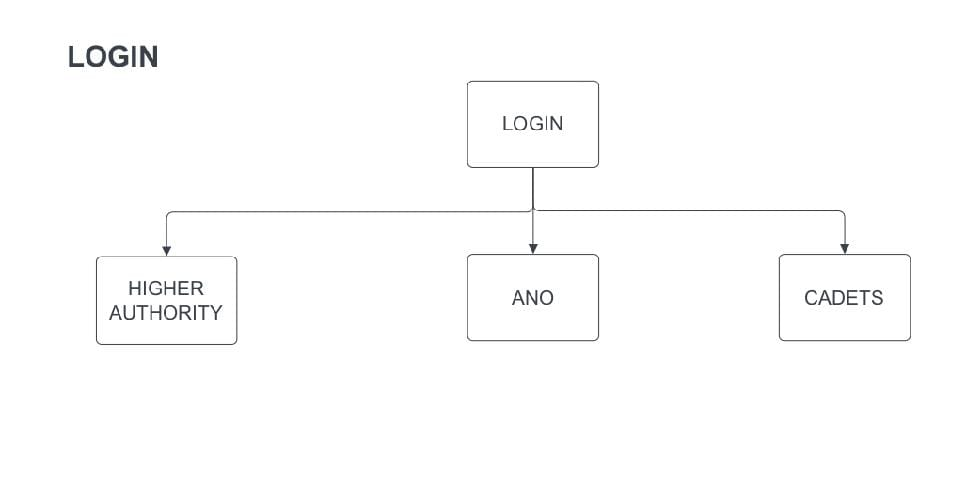 LOGIN
LOGIN
HIGHER
AUTHORITY
ANO
CADETS